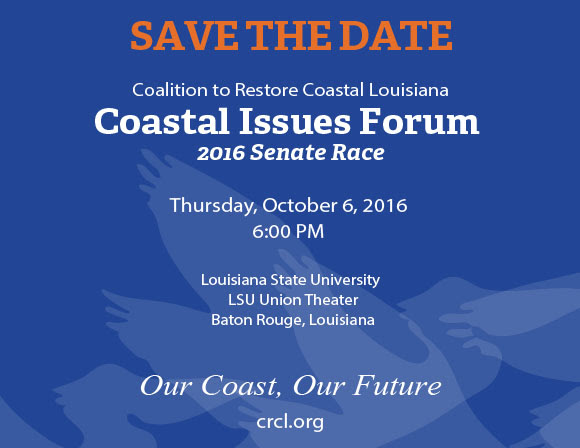 SAVE THE DATE
Coalition to Restore Coastal Louisiana
Coastal Issues Forum
2016 Senate Race
Thursday, October 6, 2016
6:00 PM
Louisiana State University
LSU Union Theater
Baton Rouge, Louisiana
Our Coast, Our Future
crcl.org